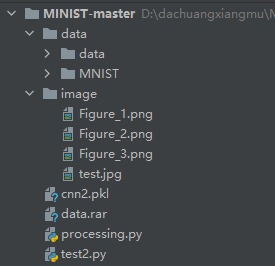 MINIST-master D:\dachuangxiangmu\
data
data
MNIST
image
Figure_1.png
Figure_2.png
Figure_3.png
test.jpg
cnn2.pkl
data.rar
processing.py
test2.py